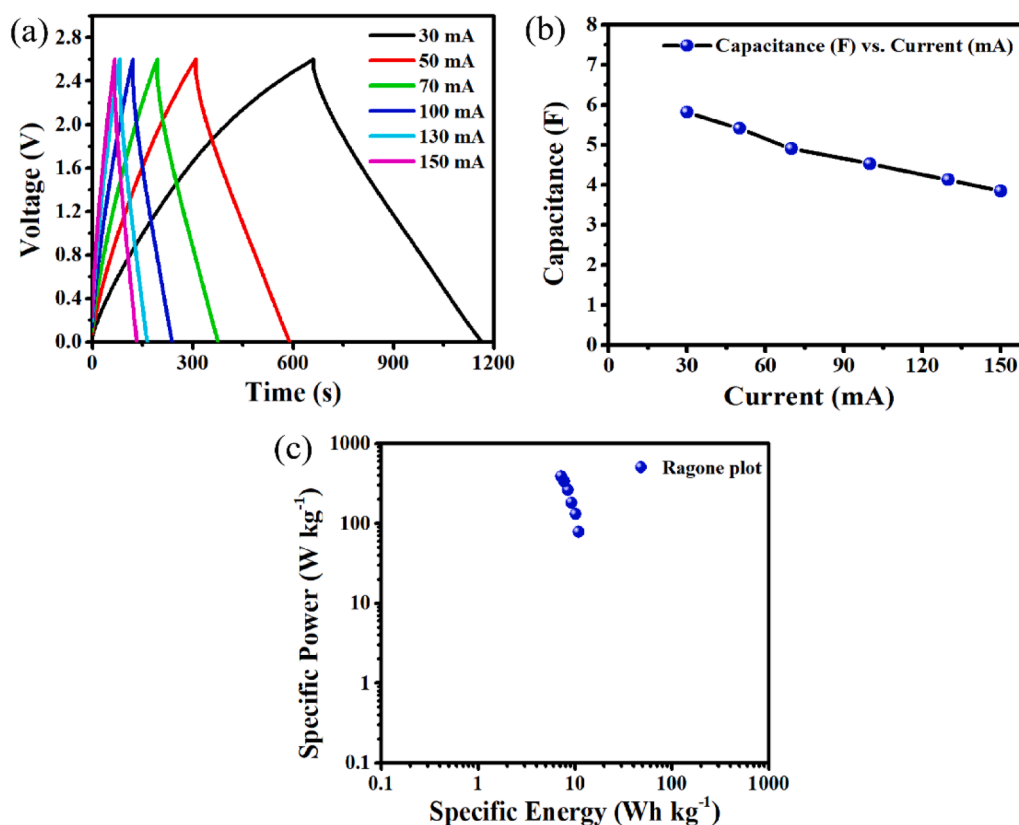 (a)
2.8
2.4
2.0
1.6
1.2
0.8
0.4
0.0
Voltage (V)
30 mA
50 mA
70 mA
100 mA
130 mA
150 mA
0 300 600 900 1200
Time (s)
(b)
8
7
6
5
4
3
2
1
0
Capacitance (F)
Capacitance (F) vs. Current (mA)
0 30 60 90 120 150
Current (mA)
(c)
1000
100
10
1
0.1
Specific Power (W kg⁻¹)
Ragone plot
0.1 1 10 100 1000
Specific Energy (Wh kg⁻¹)